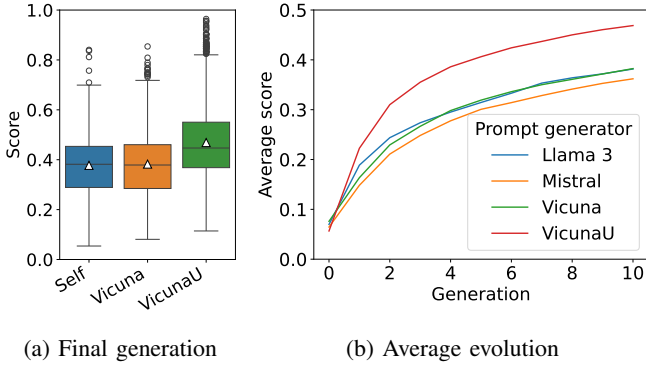 1.0
0.8
0.6
0.4
0.2
0.0
Score
Self
Vicuna
VicunaU
(a) Final generation
0.5
0.4
0.3
0.2
0.1
0.0
Average score
Prompt generator
Llama 3
Mistral
Vicuna
VicunaU
0 2 4 6 8 10
Generation
(b) Average evolution